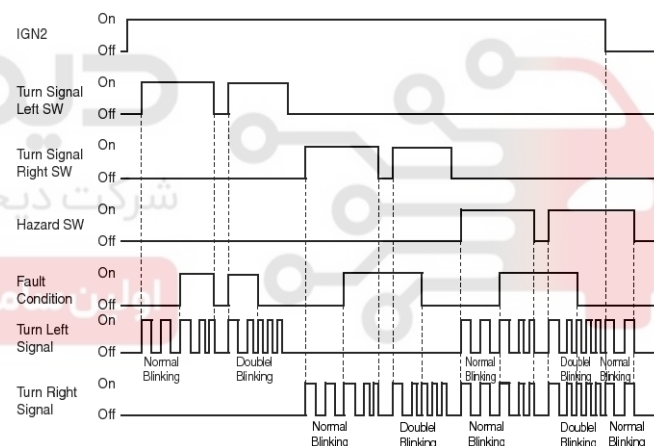 IGN2
On
Off
Turn Signal
Left SW
On
Off
Turn Signal
Right SW
On
Off
Hazard SW
On
Off
Fault
Condition
On
Off
Turn Left
Signal
On
Off
Normal
Blinking
Doublel
Blinking
Normal
Blinking
Doublel
Blinking
Normal
Blinking
Turn Right
Signal
On
Off
Normal
Blinking
Doublel
Blinking
Normal
Blinking
Doublel
Blinking
Normal
Blinking
شرکت